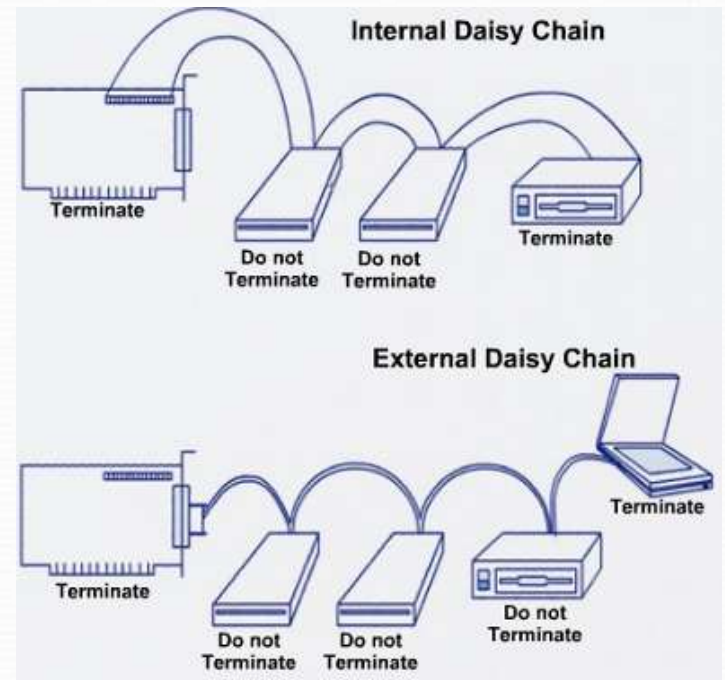 Internal Daisy Chain
Terminate
Do not
Terminate
Do not
Terminate
Terminate
External Daisy Chain
Terminate
Do not
Terminate
Do not
Terminate
Do not
Terminate
Terminate